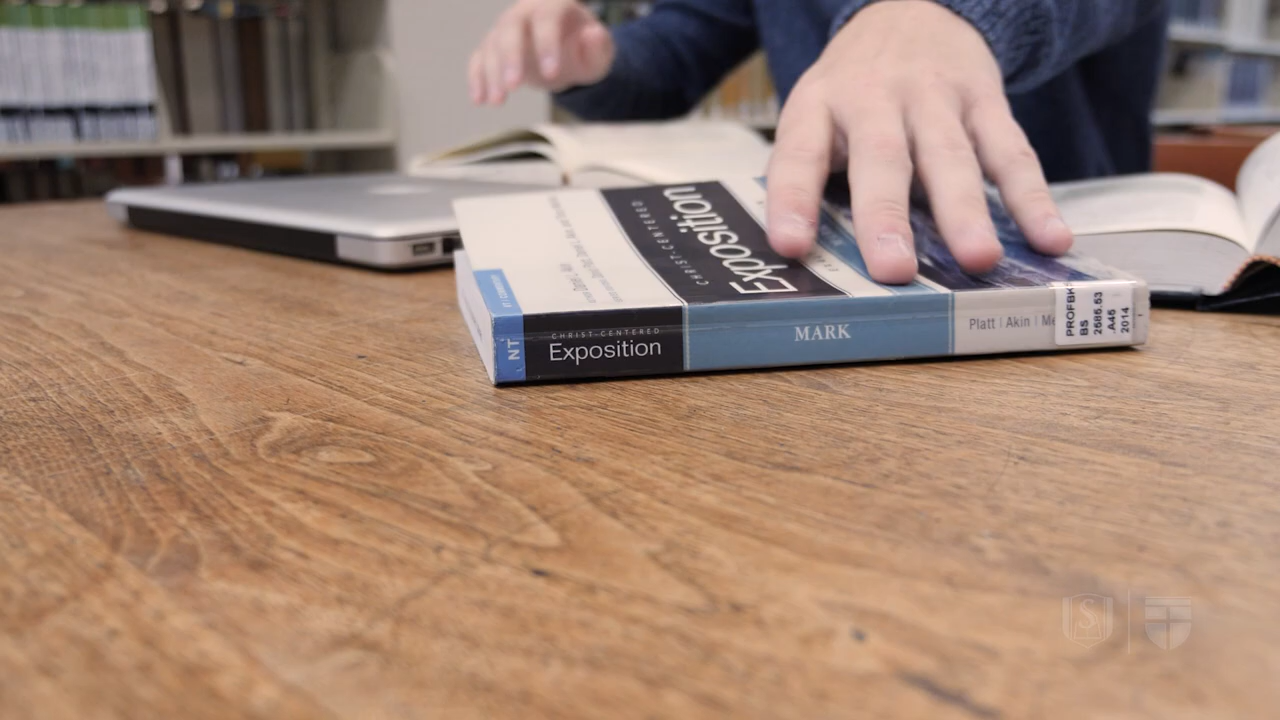 CHRIST-CENTERED
Exposition
NT
CHRIST-CENTERED
Exposition
MARK
Platt | Akin |
PROFBK
BS
2585.53
.A45
2014
S